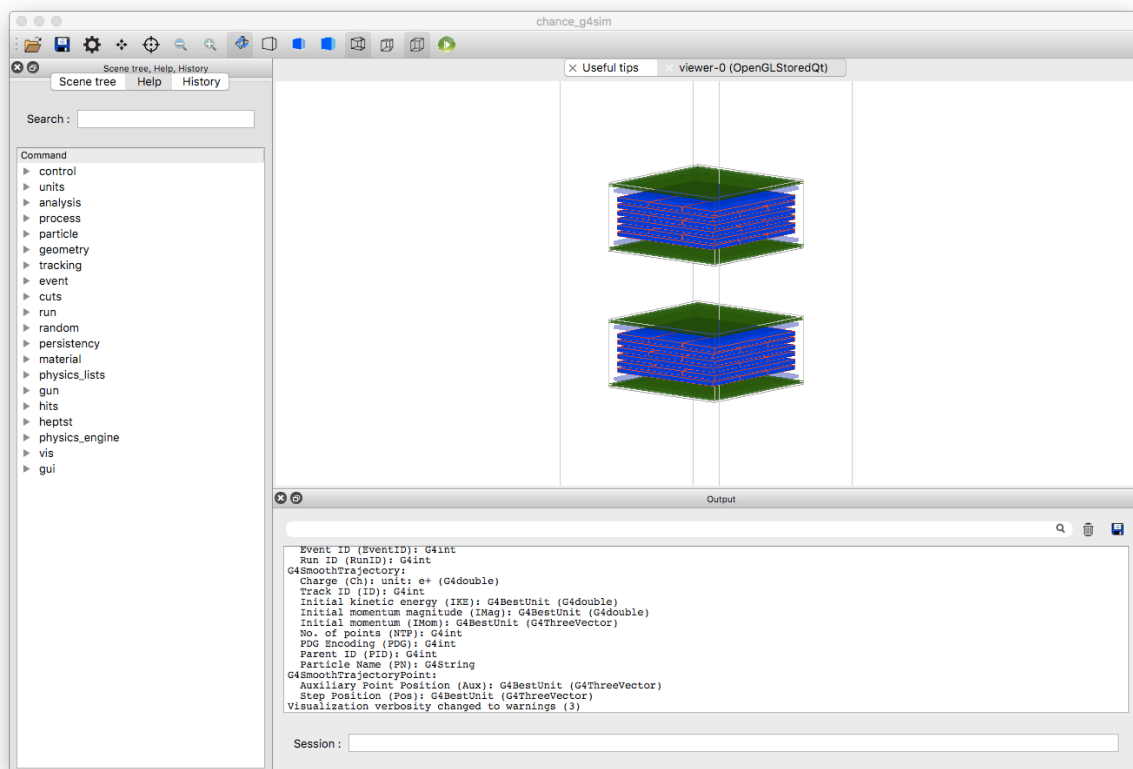 chance_g4sim
Scene tree, Help, History
Scene tree Help History
Search :
Command
control
units
analysis
process
particle
geometry
tracking
event
cuts
run
random
persistency
material
physics_lists
gun
hits
heptst
physics_engine
vis
gui
Useful tips viewer-0 (OpenGLStoredQt)
Output
Event ID (EventID): G4int
Run ID (RunID): G4int
G4SmoothTrajectory:
Charge (Ch): unit: e+ (G4double)
Track ID (ID): G4int
Initial kinetic energy (IKE): G4BestUnit (G4double)
Initial momentum magnitude (IMag): G4BestUnit (G4double)
Initial momentum (IMom): G4BestUnit (G4ThreeVector)
No. of points (NTP): G4int
PDG Encoding (PDG): G4int
Parent ID (PID): G4int
Particle Name (PN): G4String
G4SmoothTrajectoryPoint:
Auxiliary Point Position (Aux): G4BestUnit (G4ThreeVector)
Step Position (Pos): G4BestUnit (G4ThreeVector)
Visualization verbosity changed to warnings (3)
Session :